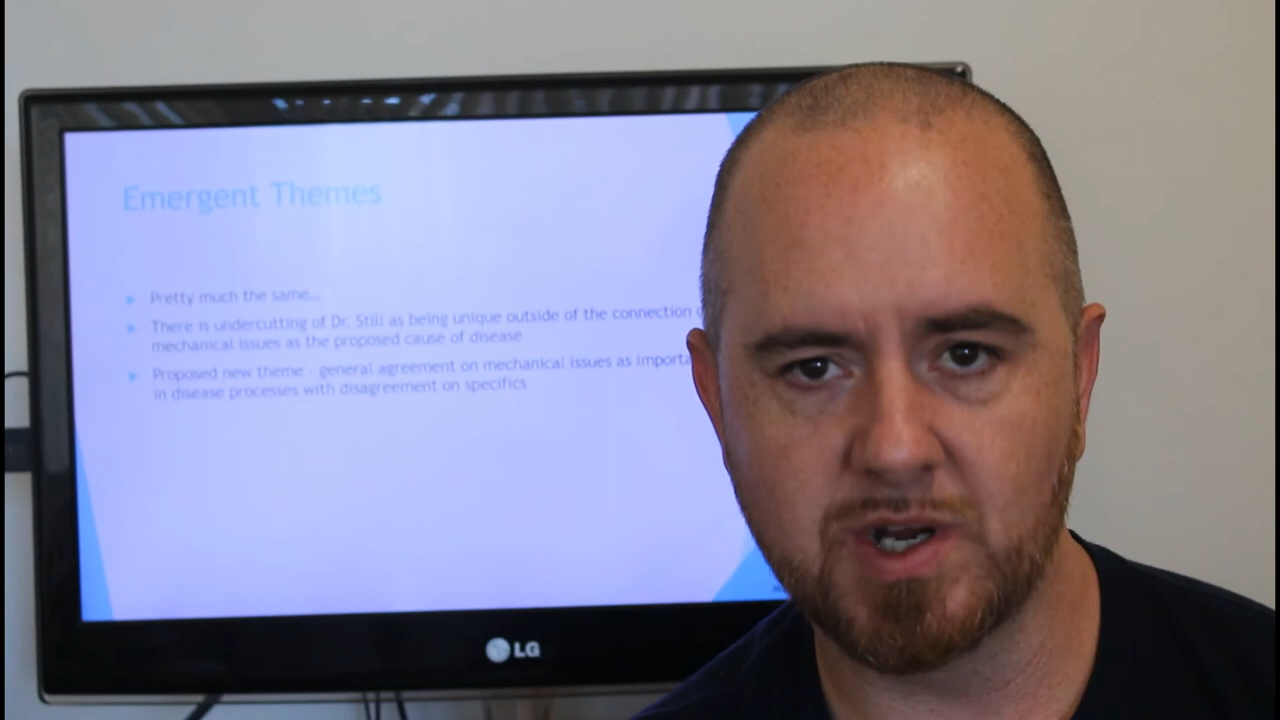 Emergent Themes
Pretty much the same...
There is undercutting of Dr. Still as being unique outside of the connection
mechanical issues as the proposed cause of disease
Proposed new theme - general agreement on mechanical issues as importa
in disease processes with disagreement on specifics
LG